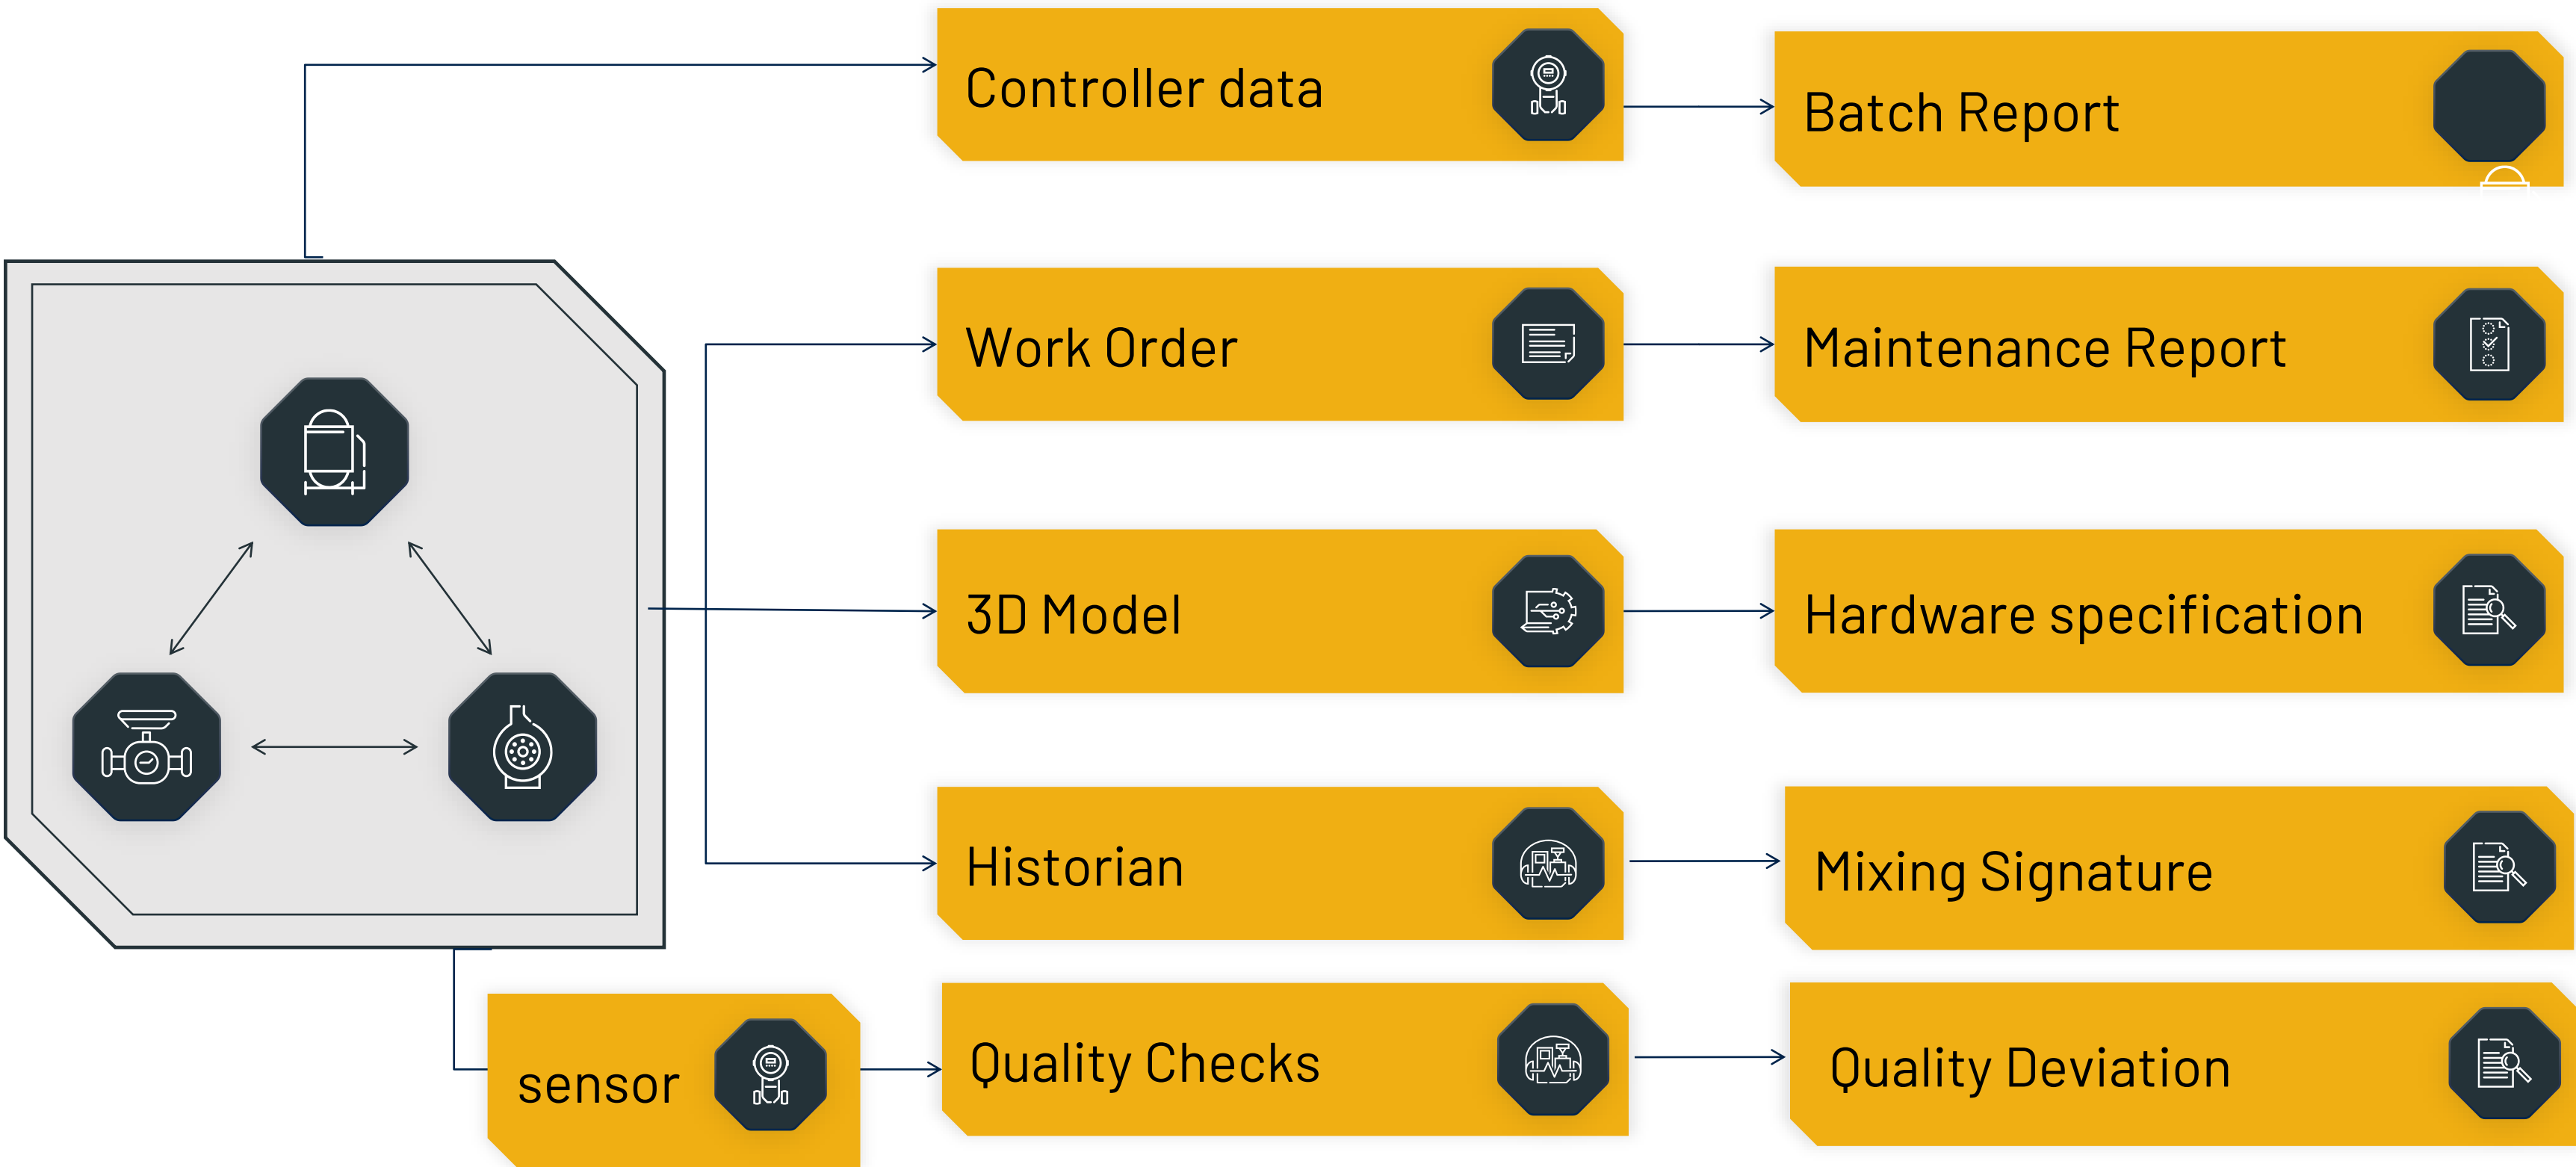 Controller data
Batch Report
Work Order
Maintenance Report
3D Model
Hardware specification
Historian
Mixing Signature
sensor
Quality Checks
Quality Deviation